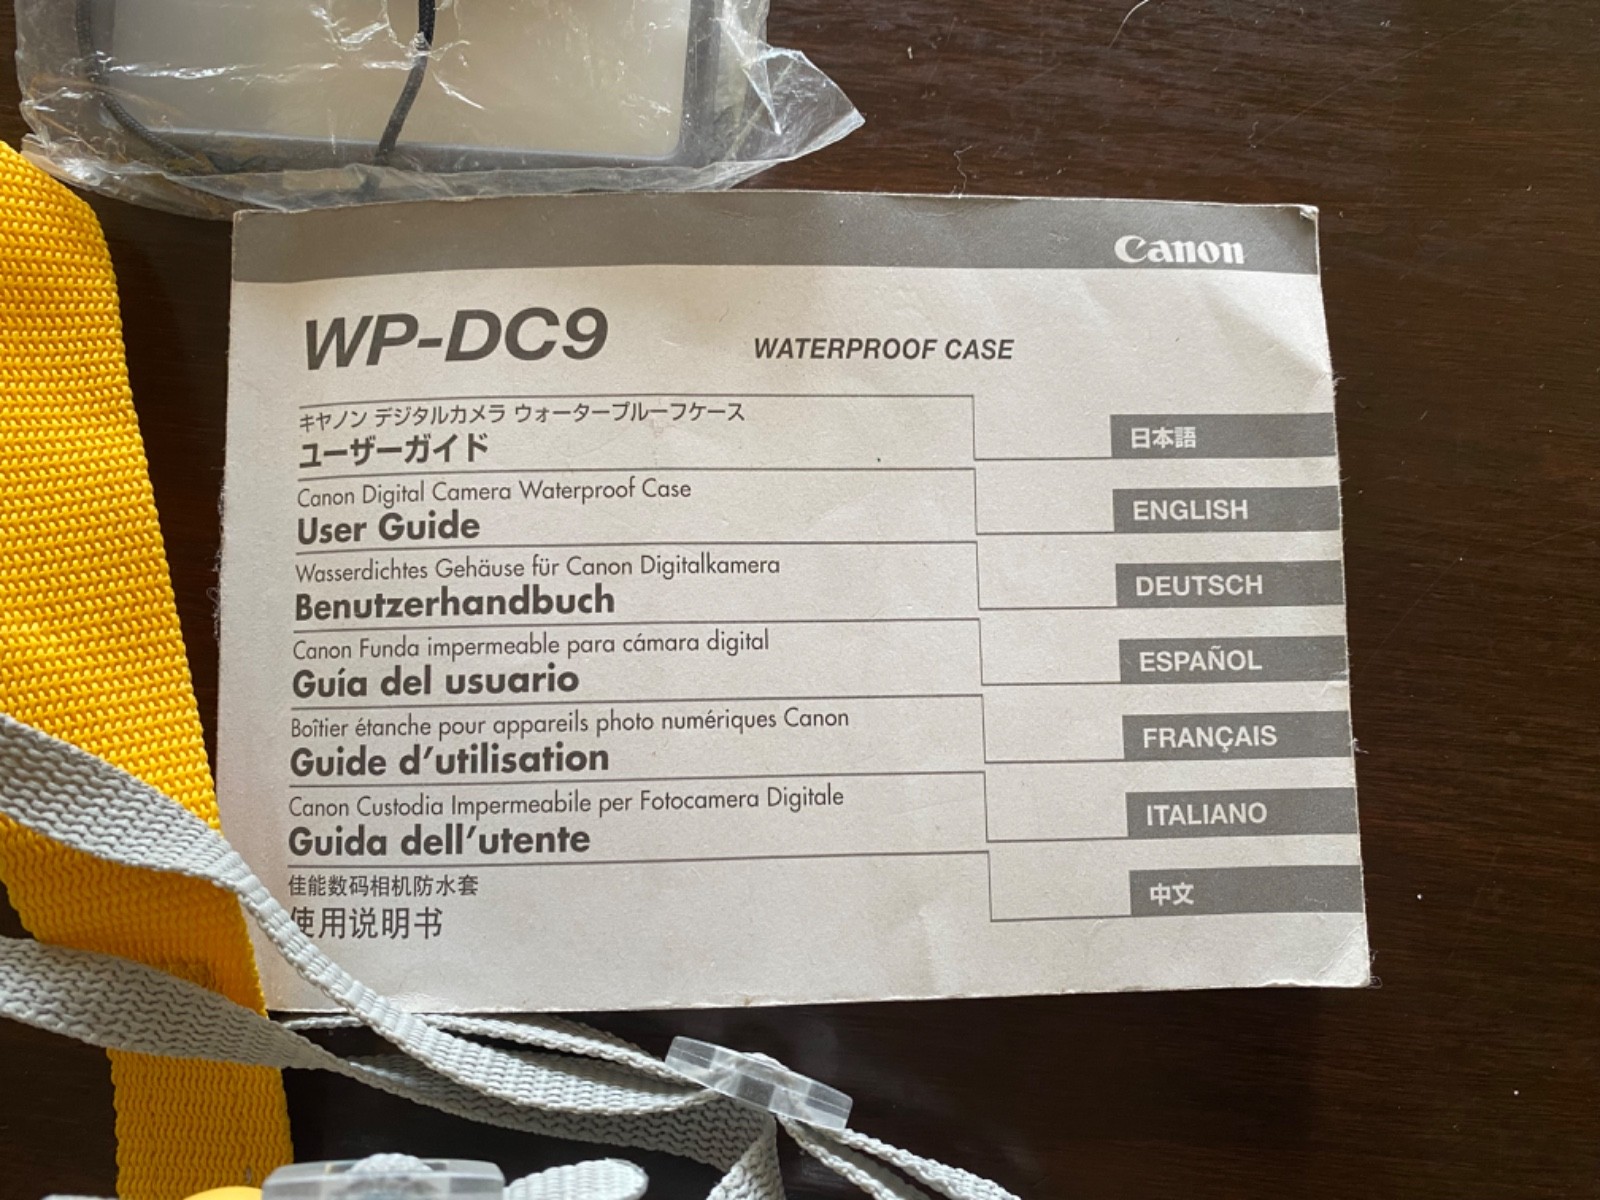 Canon
WP-DC9 WATERPROOF CASE
キヤノン デジタルカメラ ウォータープルーフケース
ユーザーガイド
日本語
Canon Digital Camera Waterproof Case
User Guide
ENGLISH
Wasserdichtes Gehäuse für Canon Digitalkamera
Benutzerhandbuch
DEUTSCH
Canon Funda impermeable para cámara digital
Guía del usuario
ESPAÑOL
Boîtier étanche pour appareils photo numériques Canon
Guide d'utilisation
FRANÇAIS
Canon Custodia Impermeabile per Fotocamera Digitale
Guida dell'utente
ITALIANO
佳能数码相机防水套
使用说明书
中文